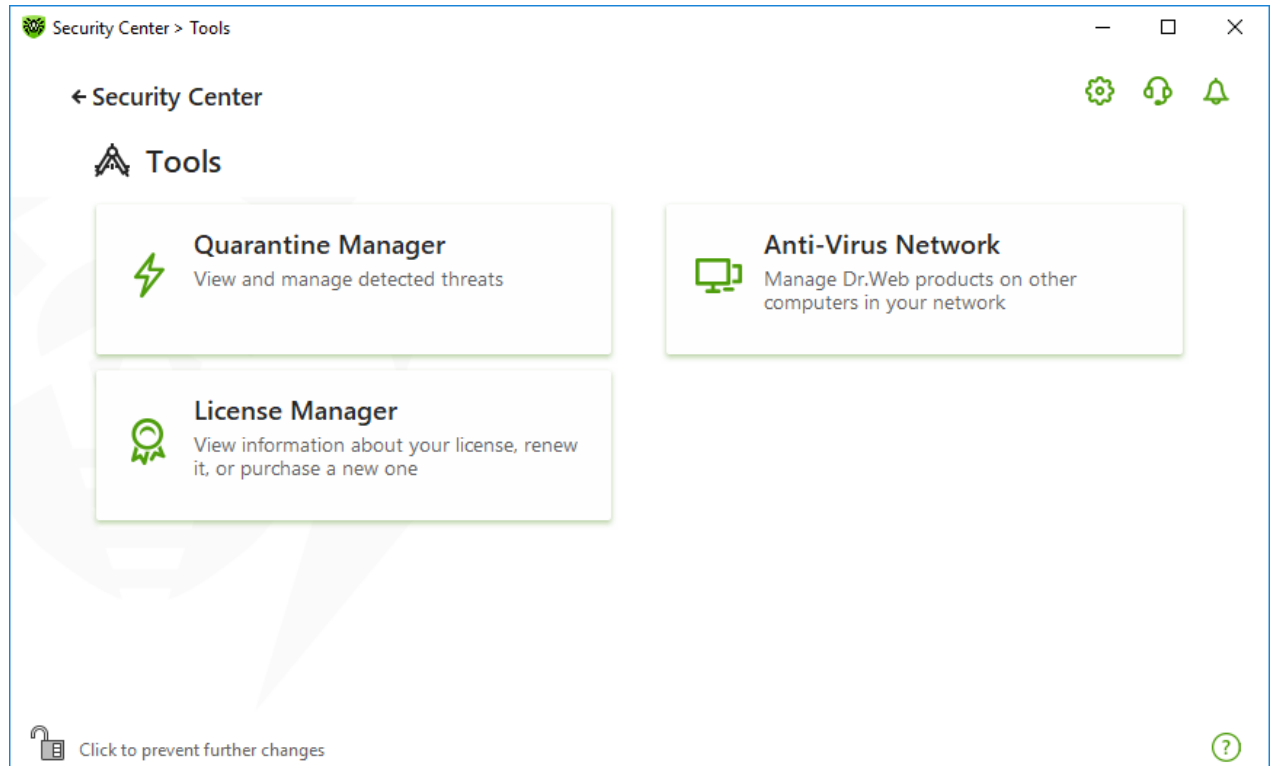 Security Center > Tools
Security Center
Tools
Quarantine Manager
View and manage detected threats
Anti-Virus Network
Manage Dr.Web products on other
computers in your network
License Manager
View information about your license, renew
it, or purchase a new one
Click to prevent further changes
?